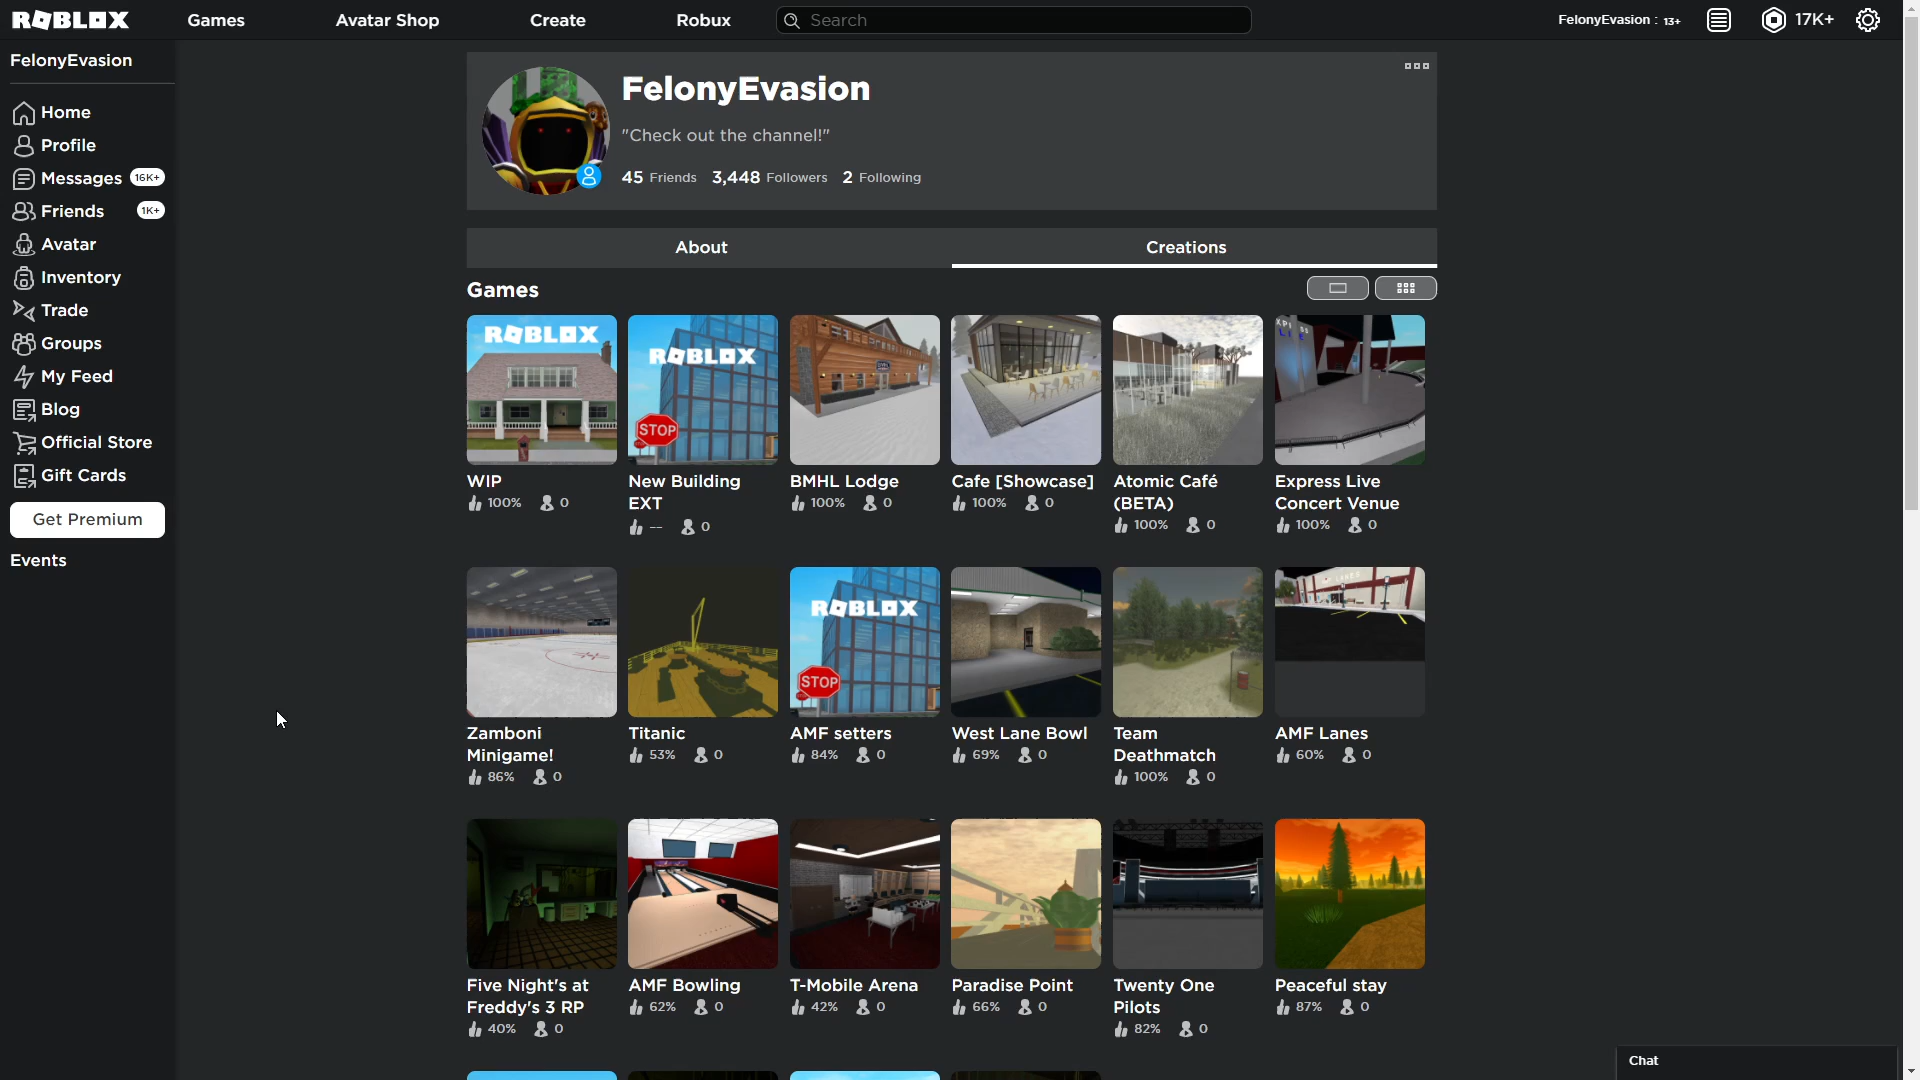 ROBLOX
Games
Avatar Shop
Create
Robux
Search
FelonyEvasion : 13+
17K+
FelonyEvasion
Home
Profile
Messages 16K+
Friends 1K+
Avatar
Inventory
Trade
Groups
My Feed
Blog
Official Store
Gift Cards
Get Premium
Events
FelonyEvasion
"Check out the channel!"
45 Friends 3,448 Followers 2 Following
About
Creations
Games
ROBLOX
WIP
100% 0
ROBLOX
STOP
New Building
EXT
-- 0
BMHL Lodge
100% 0
Cafe [Showcase]
100% 0
Atomic Café
(BETA)
100% 0
Express Live
Concert Venue
100% 0
Zamboni
Minigame!
86% 0
Titanic
53% 0
ROBLOX
STOP
AMF setters
84% 0
West Lane Bowl
69% 0
Team
Deathmatch
100% 0
AMF Lanes
60% 0
Five Night's at
Freddy's 3 RP
40% 0
AMF Bowling
62% 0
T-Mobile Arena
42% 0
Paradise Point
66% 0
Twenty One
Pilots
82% 0
Peaceful stay
87% 0
Chat